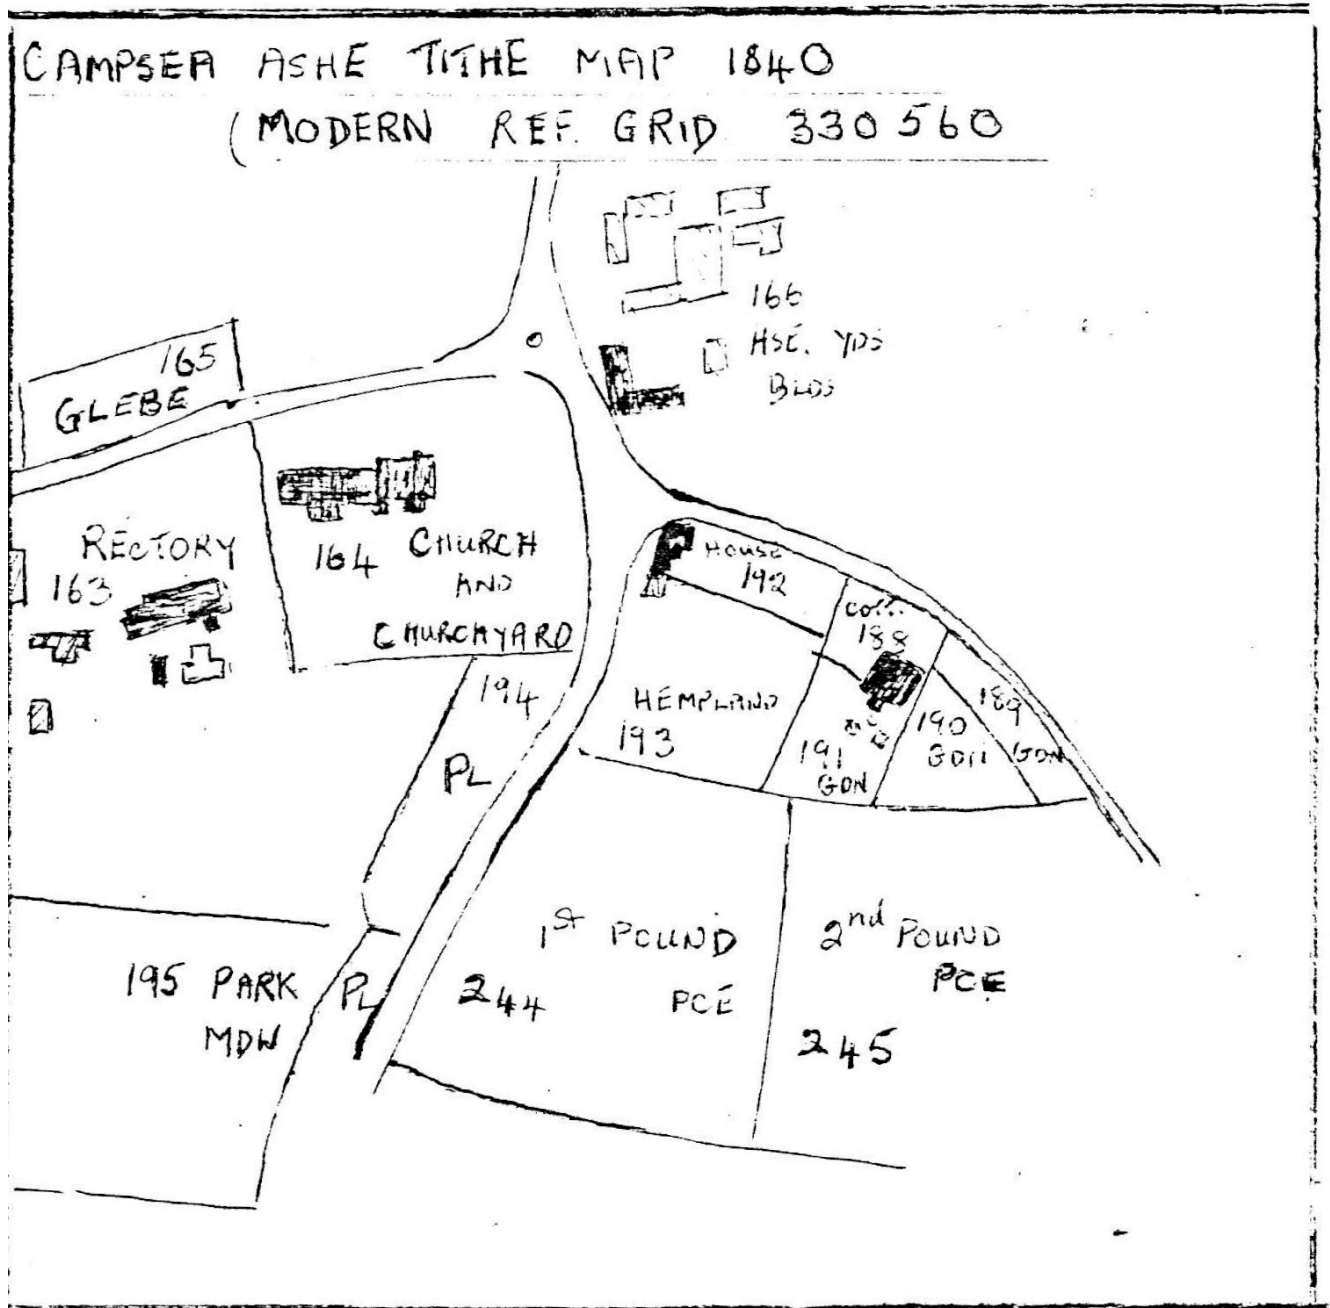 CAMPSEA ASHE TITHE MAP 1840
(MODERN REF. GRID 330 560
166
HSE. YDS
BLDS
165
GLEBE
RECTORY
163
164
CHURCH
AND
CHURCHYARD
HOUSE
192
COTT.
188
189
GDN
190
GDN
191
GDN
HEMPLAND
193
194
PL
195 PARK
MDW
PL
1st POUND
PCE
244
2nd POUND
PCE
245